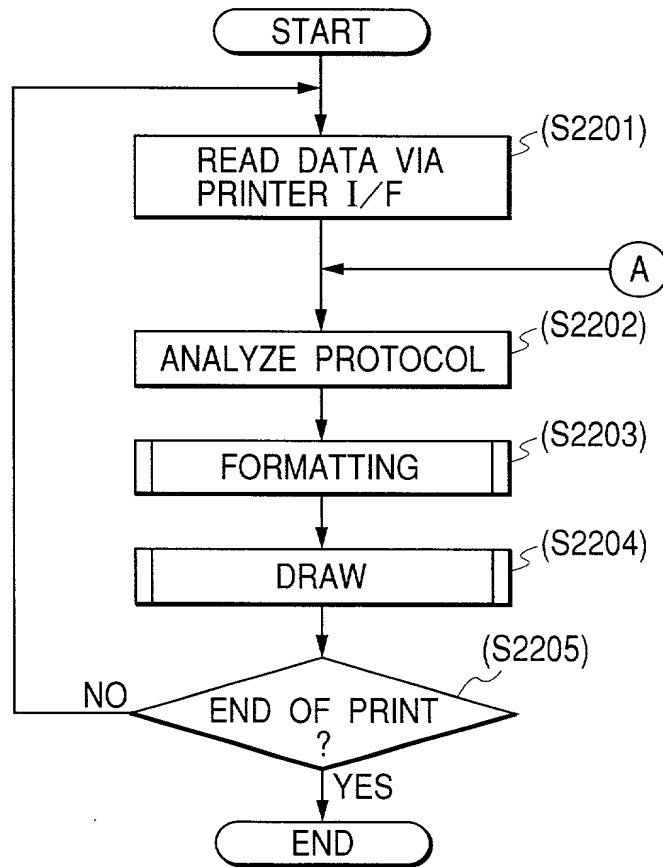 START
(S2201)
READ DATA VIA
PRINTER I/F
A
(S2202)
ANALYZE PROTOCOL
(S2203)
FORMATTING
(S2204)
DRAW
(S2205)
NO
END OF PRINT
?
YES
END